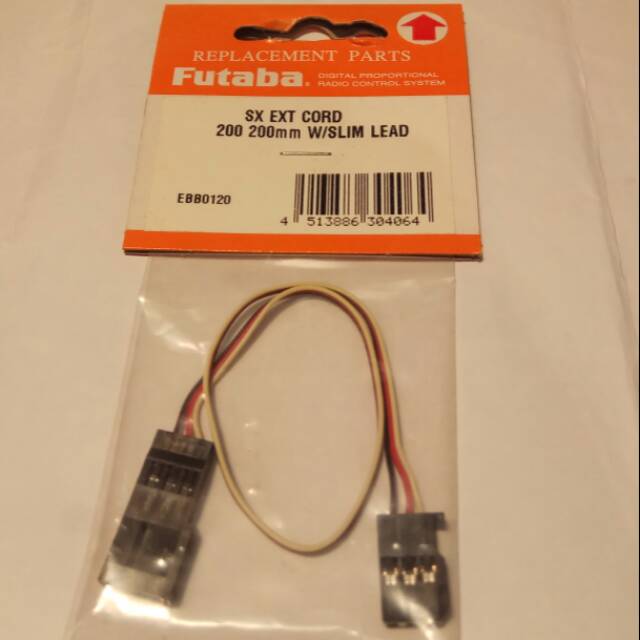 REPLACEMENT PARTS
Futaba® DIGITAL PROPORTIONAL
RADIO CONTROL SYSTEM
SX EXT CORD
200 200mm W/SLIM LEAD
EBB0120
4 513886 304064